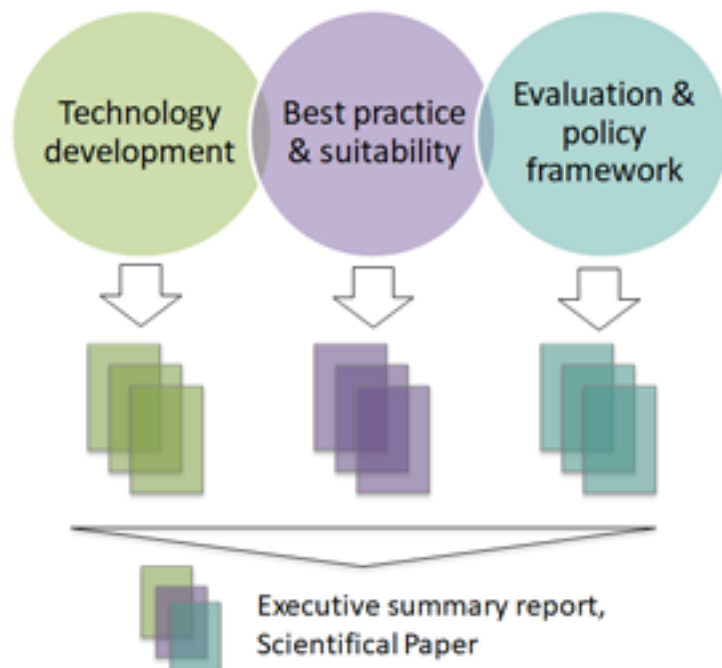 Technology
development
Best practice
& suitability
Evaluation &
policy
framework
Executive summary report,
Scientifical Paper